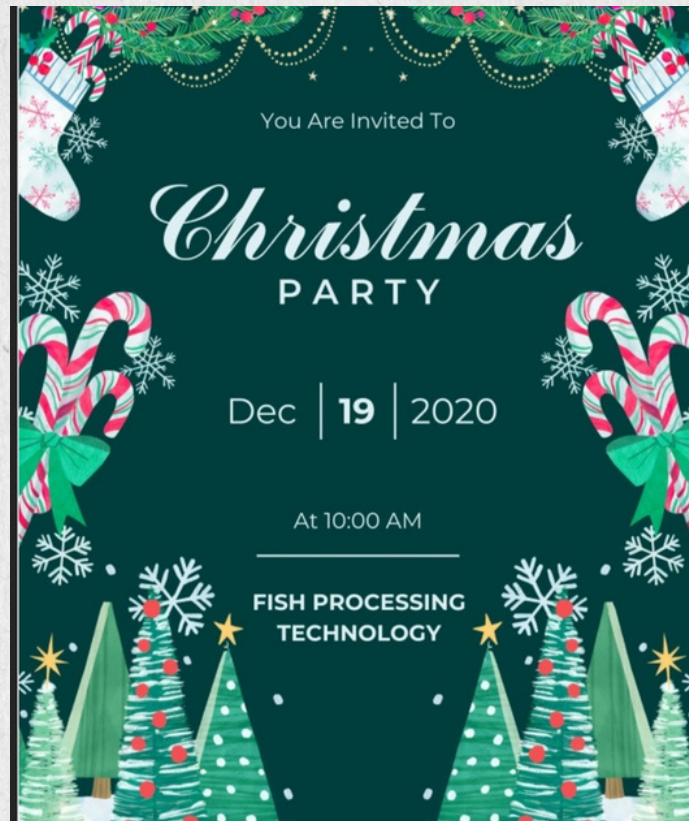 You Are Invited To
Christmas
PARTY
Dec | 19 | 2020
At 10:00 AM
FISH PROCESSING
TECHNOLOGY